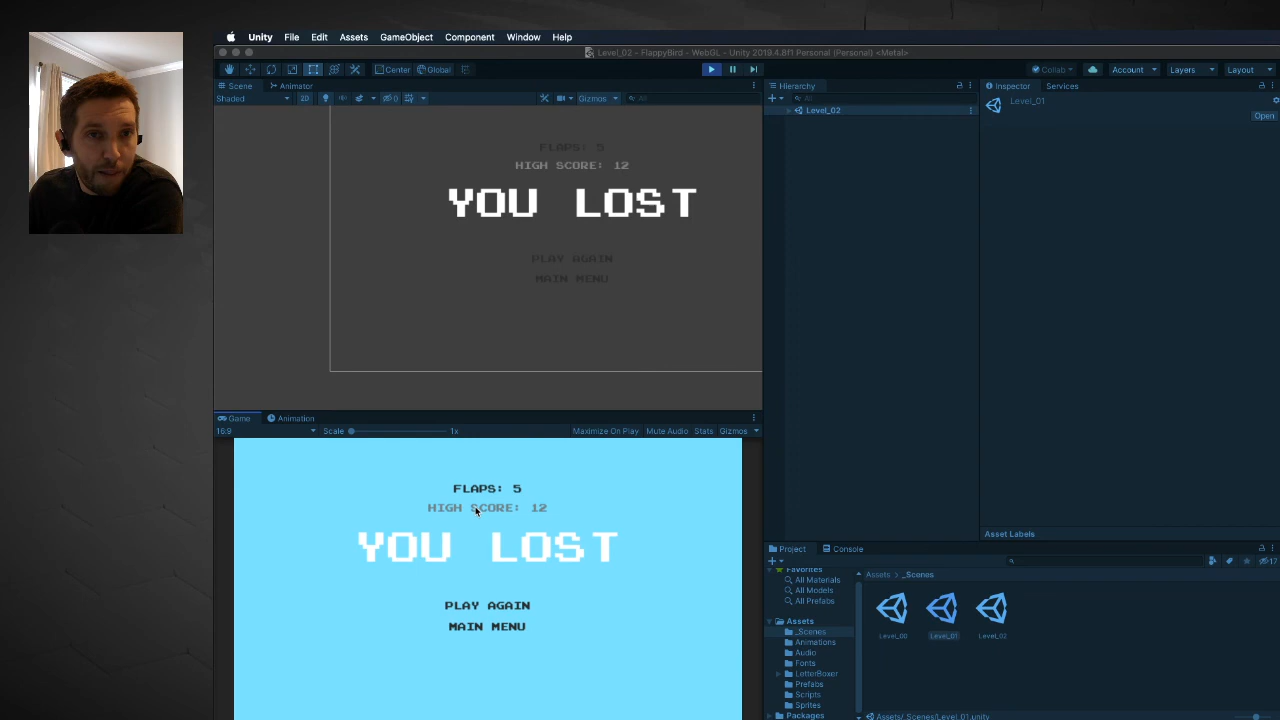 Unity File Edit Assets GameObject Component Window Help
Level_02 - FlappyBird - WebGL - Unity 2019.4.8f1 Personal (Personal) <Metal>
Center Global Collab Account Layers Layout
Scene Animator Hierarchy Inspector Services
Shaded 2D Gizmos All All
Level_01
Open
Level_02
FLAPS: 5
HIGH SCORE: 12
YOU LOST
PLAY AGAIN
MAIN MENU
Game Animation
16:9 Scale 1x Maximize On Play Mute Audio Stats Gizmos
FLAPS: 5
HIGH SCORE: 12
YOU LOST
PLAY AGAIN
MAIN MENU
Asset Labels
Project Console
17
Favorites
All Materials
All Models
All Prefabs
Assets
_Scenes
Animations
Audio
Fonts
LetterBoxer
Prefabs
Scripts
Sprites
Packages
Assets > _Scenes
Level_00 Level_01 Level_02
Assets/_Scenes/Level_01.unity